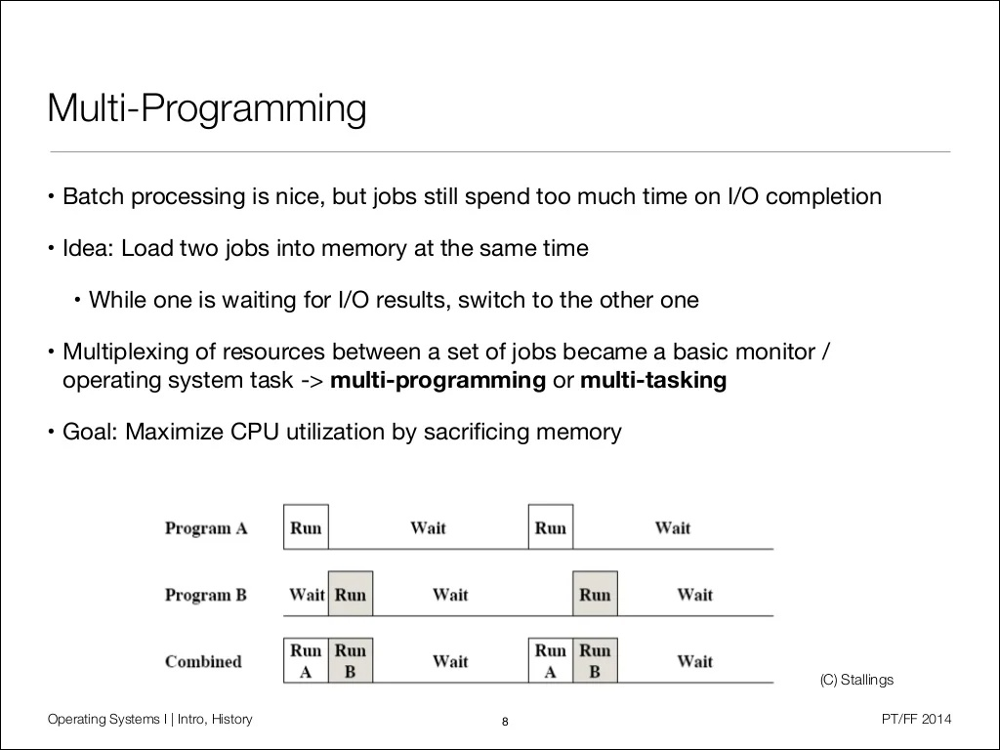 Multi-Programming
• Batch processing is nice, but jobs still spend too much time on I/O completion
• Idea: Load two jobs into memory at the same time
• While one is waiting for I/O results, switch to the other one
• Multiplexing of resources between a set of jobs became a basic monitor /
operating system task -> multi-programming or multi-tasking
• Goal: Maximize CPU utilization by sacrificing memory
Program A Run Wait Run Wait
Program B Wait Run Wait Run Wait
Combined Run A Run B Wait Run A Run B Wait
(C) Stallings
Operating Systems I | Intro, History 8 PT/FF 2014